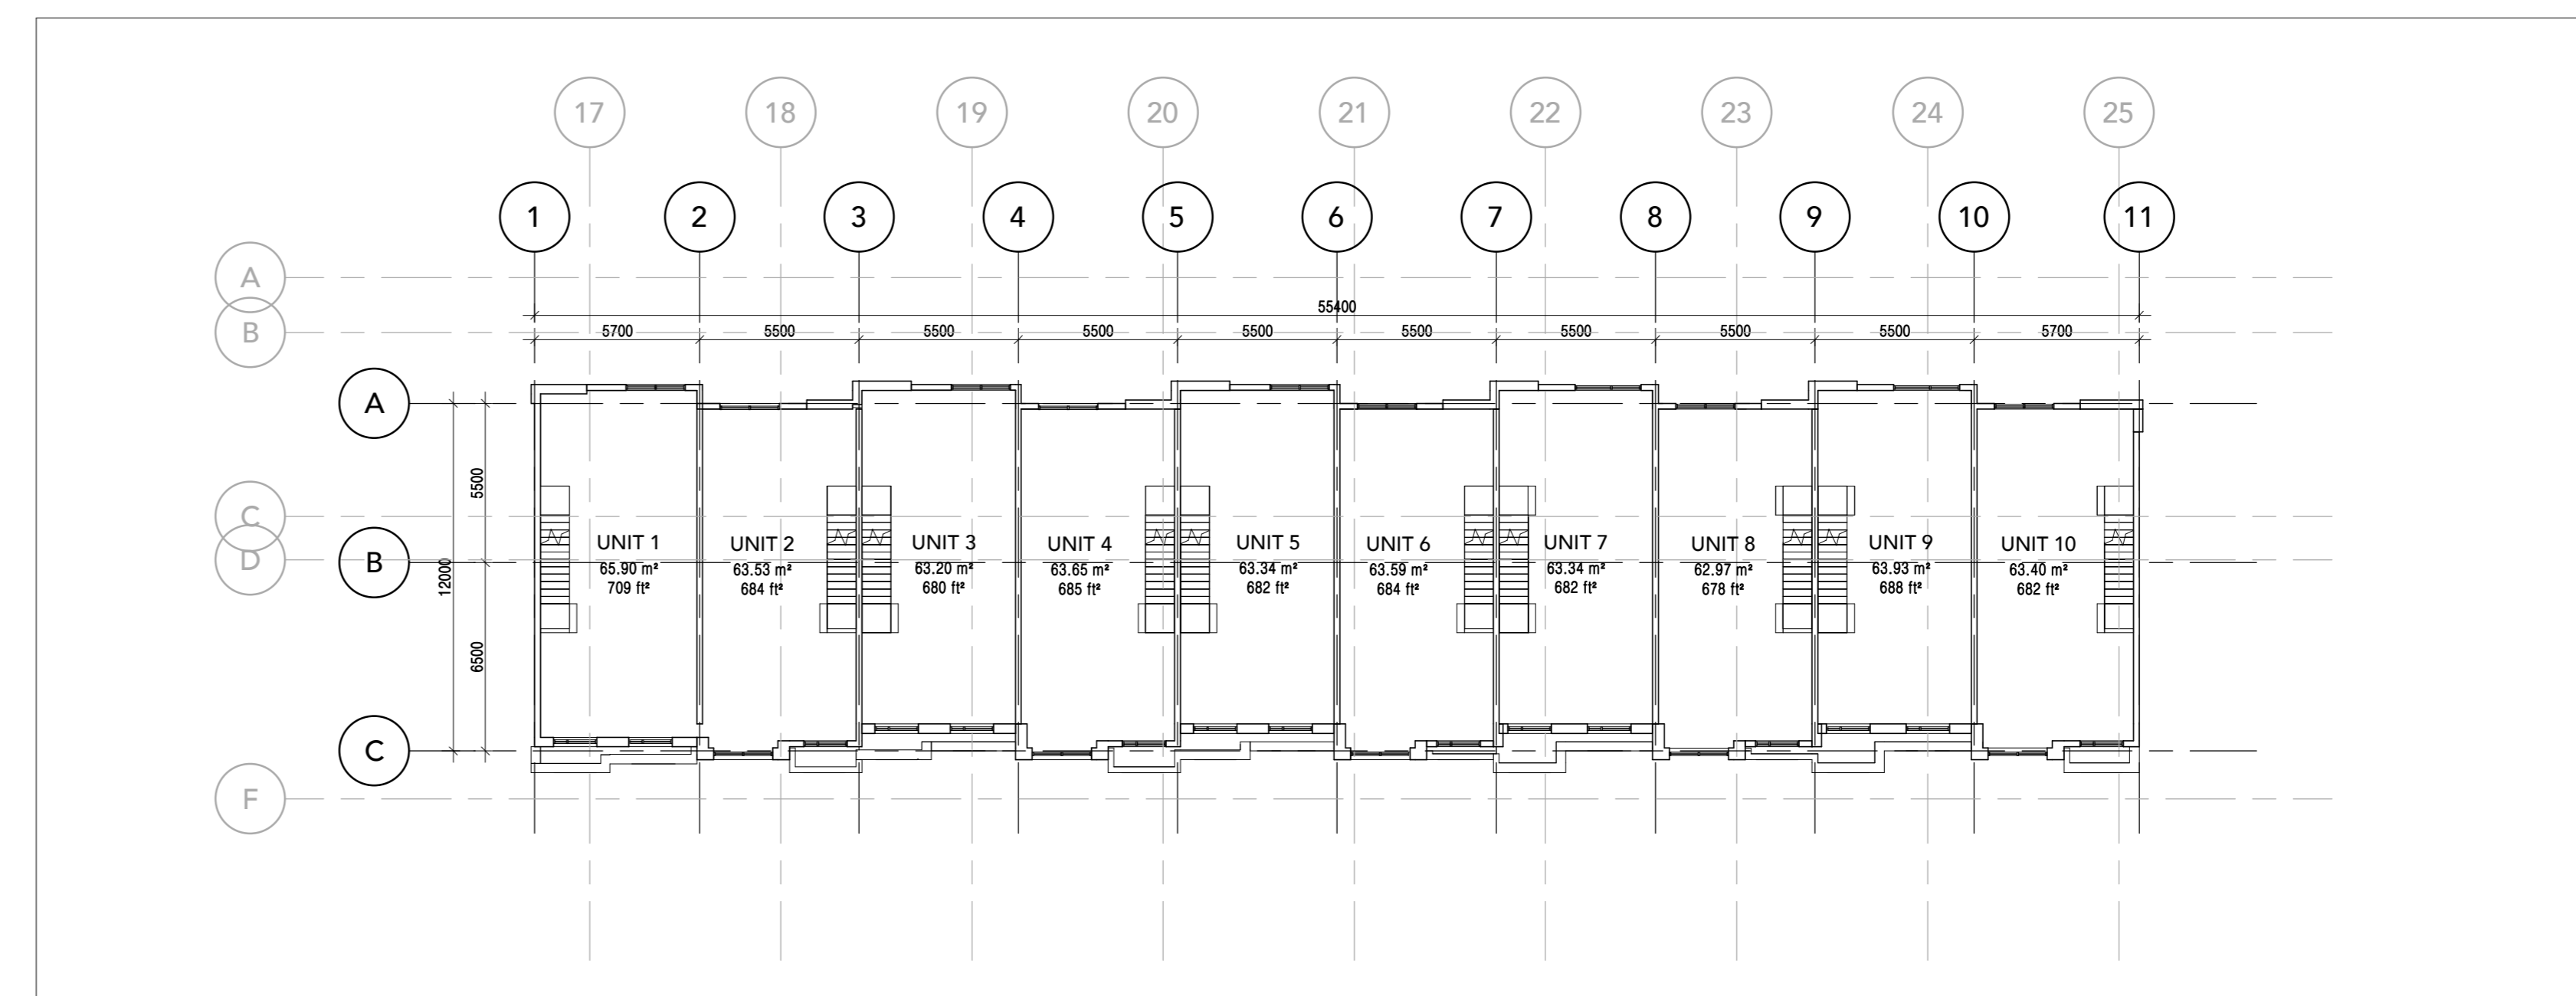 17 18 19 20 21 22 23 24 25
1 2 3 4 5 6 7 8 9 10 11
A
55400
B
5700 5500 5500 5500 5500 5500 5500 5500 5500 5700
A
5500
C
UNIT 1 UNIT 2 UNIT 3 UNIT 4 UNIT 5 UNIT 6 UNIT 7 UNIT 8 UNIT 9 UNIT 10
D
B
65.90 m² 63.53 m² 63.20 m² 63.65 m² 63.34 m² 63.59 m² 63.34 m² 62.97 m² 63.93 m² 63.40 m²
12000
709 ft² 684 ft² 680 ft² 685 ft² 682 ft² 684 ft² 682 ft² 678 ft² 688 ft² 682 ft²
6500
C
F